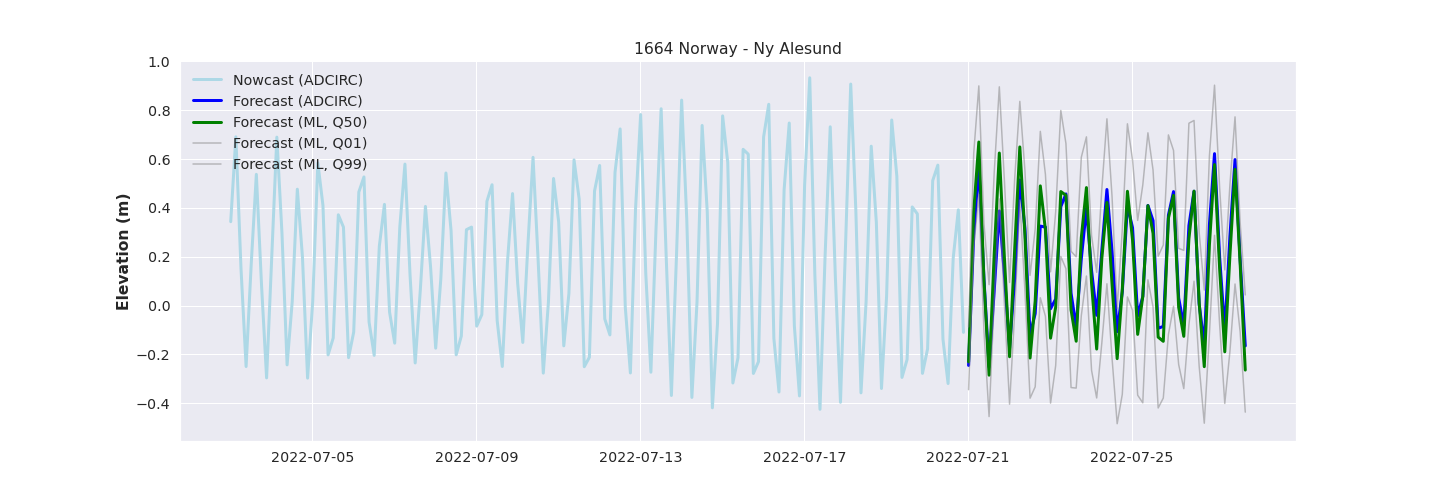 1664 Norway - Ny Alesund
Nowcast (ADCIRC)
Forecast (ADCIRC)
Forecast (ML, Q50)
Forecast (ML, Q01)
Forecast (ML, Q99)
Elevation (m)
1.0
0.8
0.6
0.4
0.2
0.0
−0.2
−0.4
2022-07-05 2022-07-09 2022-07-13 2022-07-17 2022-07-21 2022-07-25